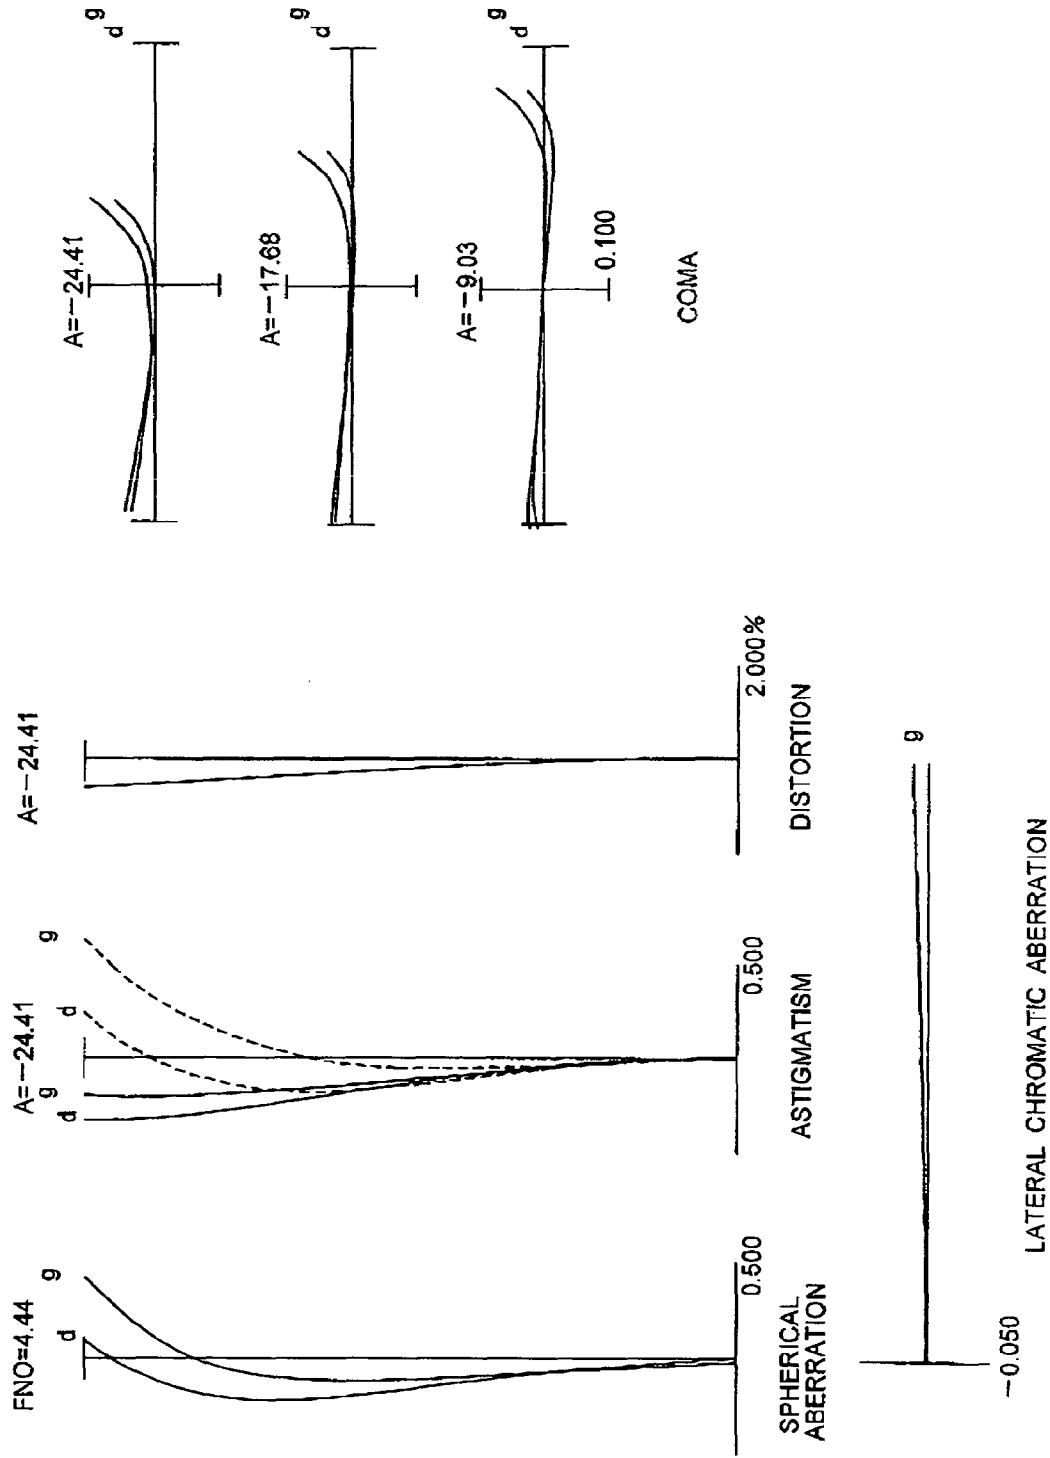 FNO=4.44
d
g
0.500
SPHERICAL
ABERRATION
A=−24.41
d
g
d
g
0.500
ASTIGMATISM
A=−24.41
2.000%
DISTORTION
A=−24.41
g
d
A=−17.68
g
d
A=−9.03
g
d
0.100
COMA
g
−0.050
LATERAL CHROMATIC ABERRATION